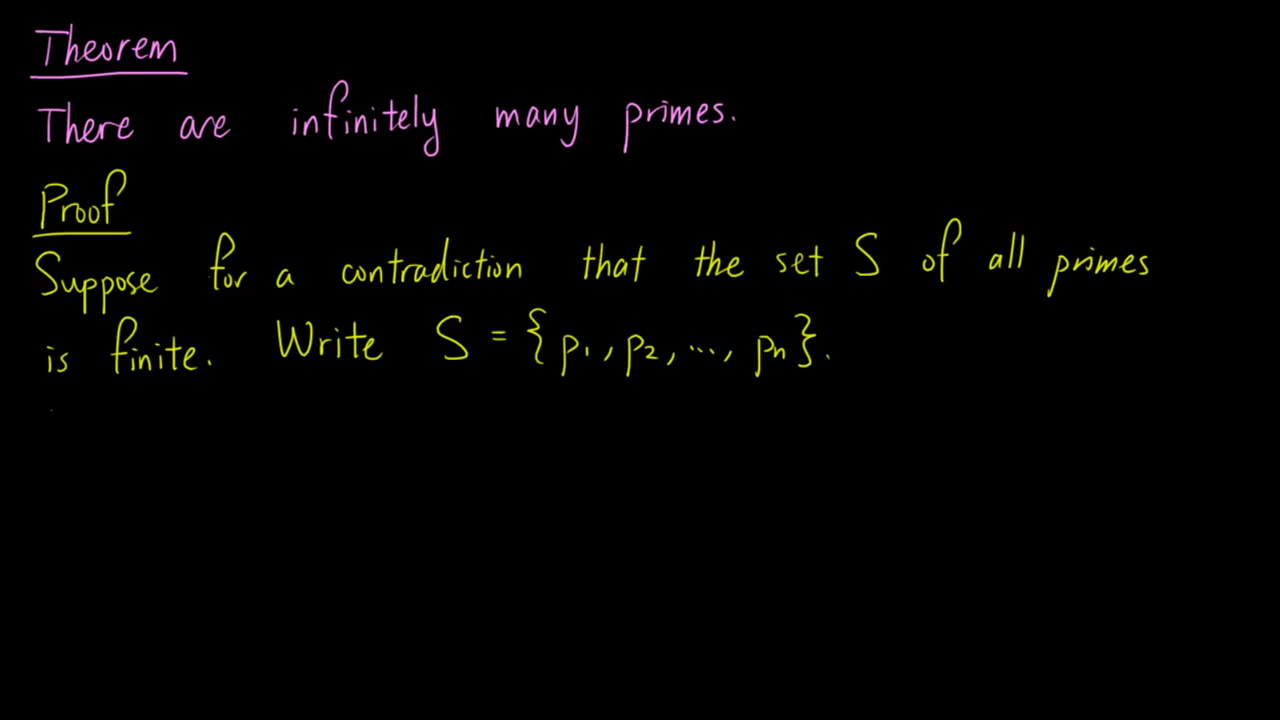 Theorem
There are infinitely many primes.
Proof
Suppose for a contradiction that the set S of all primes
is finite. Write S = {p1, p2, ..., pn}.